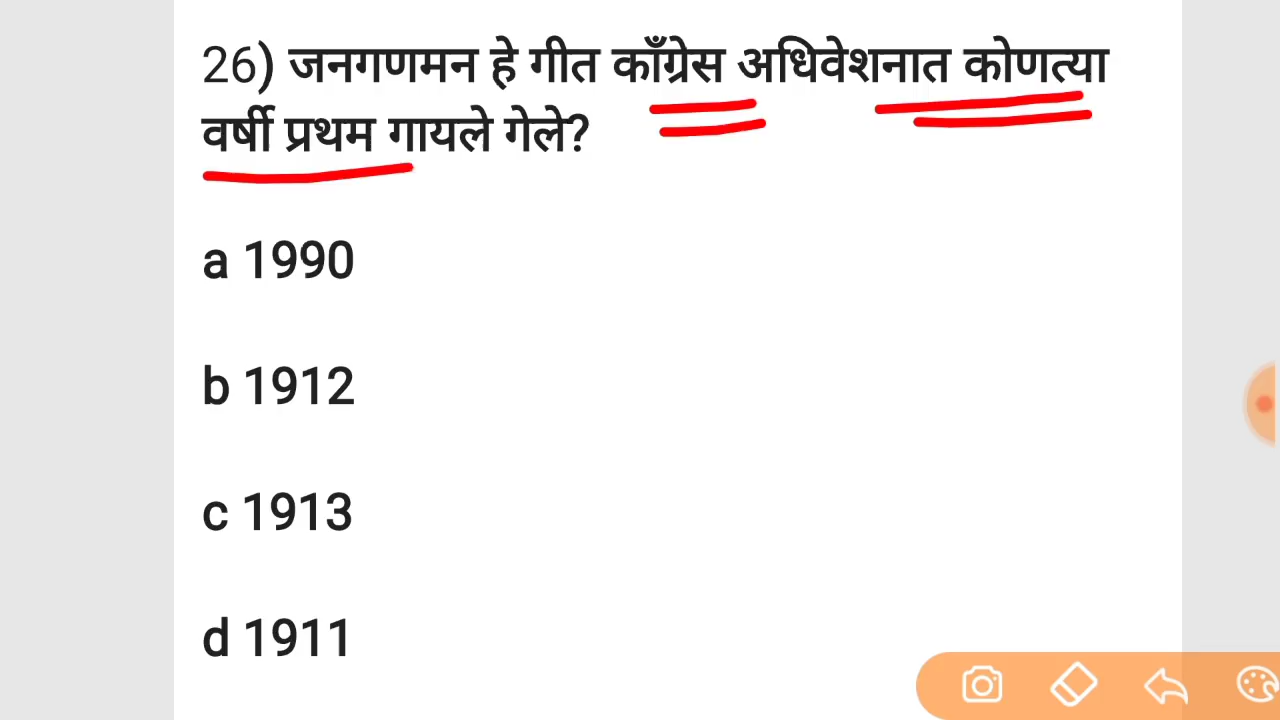 26) जनगणमन हे गीत काँग्रेस अधिवेशनात कोणत्या
वर्षी प्रथम गायले गेले?
a 1990
b 1912
c 1913
d 1911